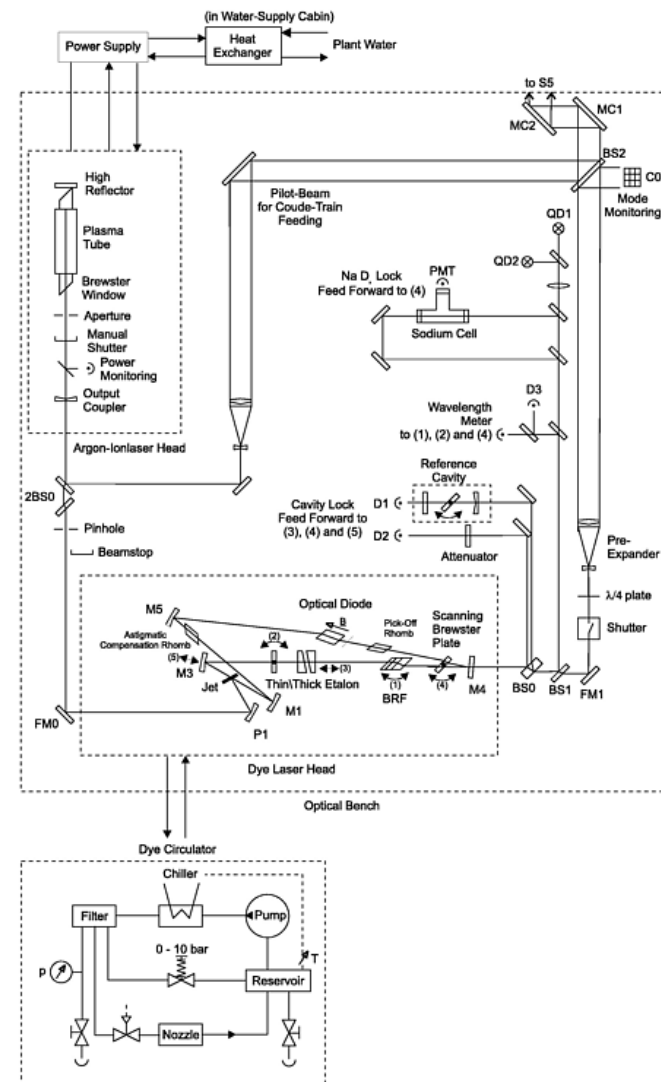 (in Water-Supply Cabin)
Power Supply
Heat
Exchanger
Plant Water
to S5
MC1
MC2
BS2
High
Reflector
Pilot-Beam
for Coude-Train
Feeding
C0
Mode
Monitoring
QD1
Plasma
Tube
QD2
Na D, Lock
Feed Forward to (4)
PMT
Brewster
Window
Sodium Cell
Aperture
Manual
Shutter
Power
Monitoring
D3
Output
Coupler
Wavelength
Meter
to (1), (2) and (4)
Argon-Ionlaser Head
Reference
Cavity
2BS0
Cavity Lock
Feed Forward to
(3), (4) and (5)
D1
D2
Pinhole
Attenuator
Pre-
Expander
Beamstop
λ/4 plate
Optical Diode
M5
B
Pick-Off
Rhomb
Scanning
Brewster
Plate
Shutter
Astigmatic
Compensation Rhomb
(2)
(5)
M3
(3)
Jet
Thin\Thick Etalon
(1)
(4)
M4
BRF
BS0
BS1
FM1
M1
FM0
P1
Dye Laser Head
Optical Bench
Dye Circulator
Chiller
Filter
Pump
0 - 10 bar
T
P
Reservoir
Nozzle